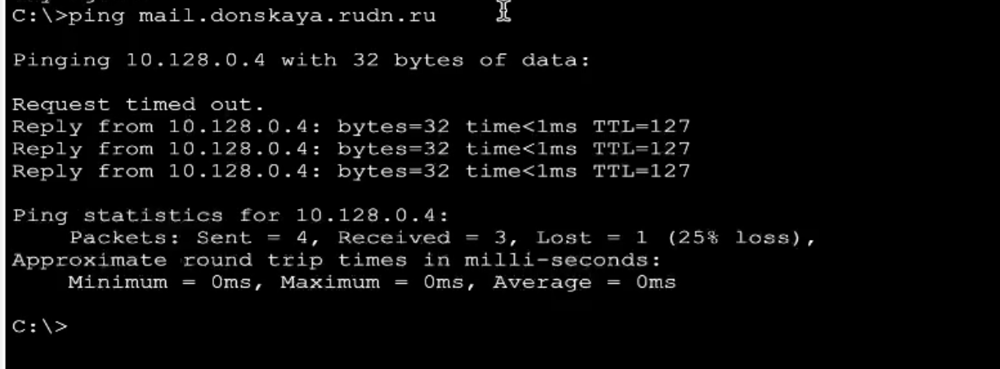 C:\>ping mail.donskaya.rudn.ru
Pinging 10.128.0.4 with 32 bytes of data:
Request timed out.
Reply from 10.128.0.4: bytes=32 time<1ms TTL=127
Reply from 10.128.0.4: bytes=32 time<1ms TTL=127
Reply from 10.128.0.4: bytes=32 time<1ms TTL=127
Ping statistics for 10.128.0.4:
    Packets: Sent = 4, Received = 3, Lost = 1 (25% loss),
Approximate round trip times in milli-seconds:
    Minimum = 0ms, Maximum = 0ms, Average = 0ms
C:\>